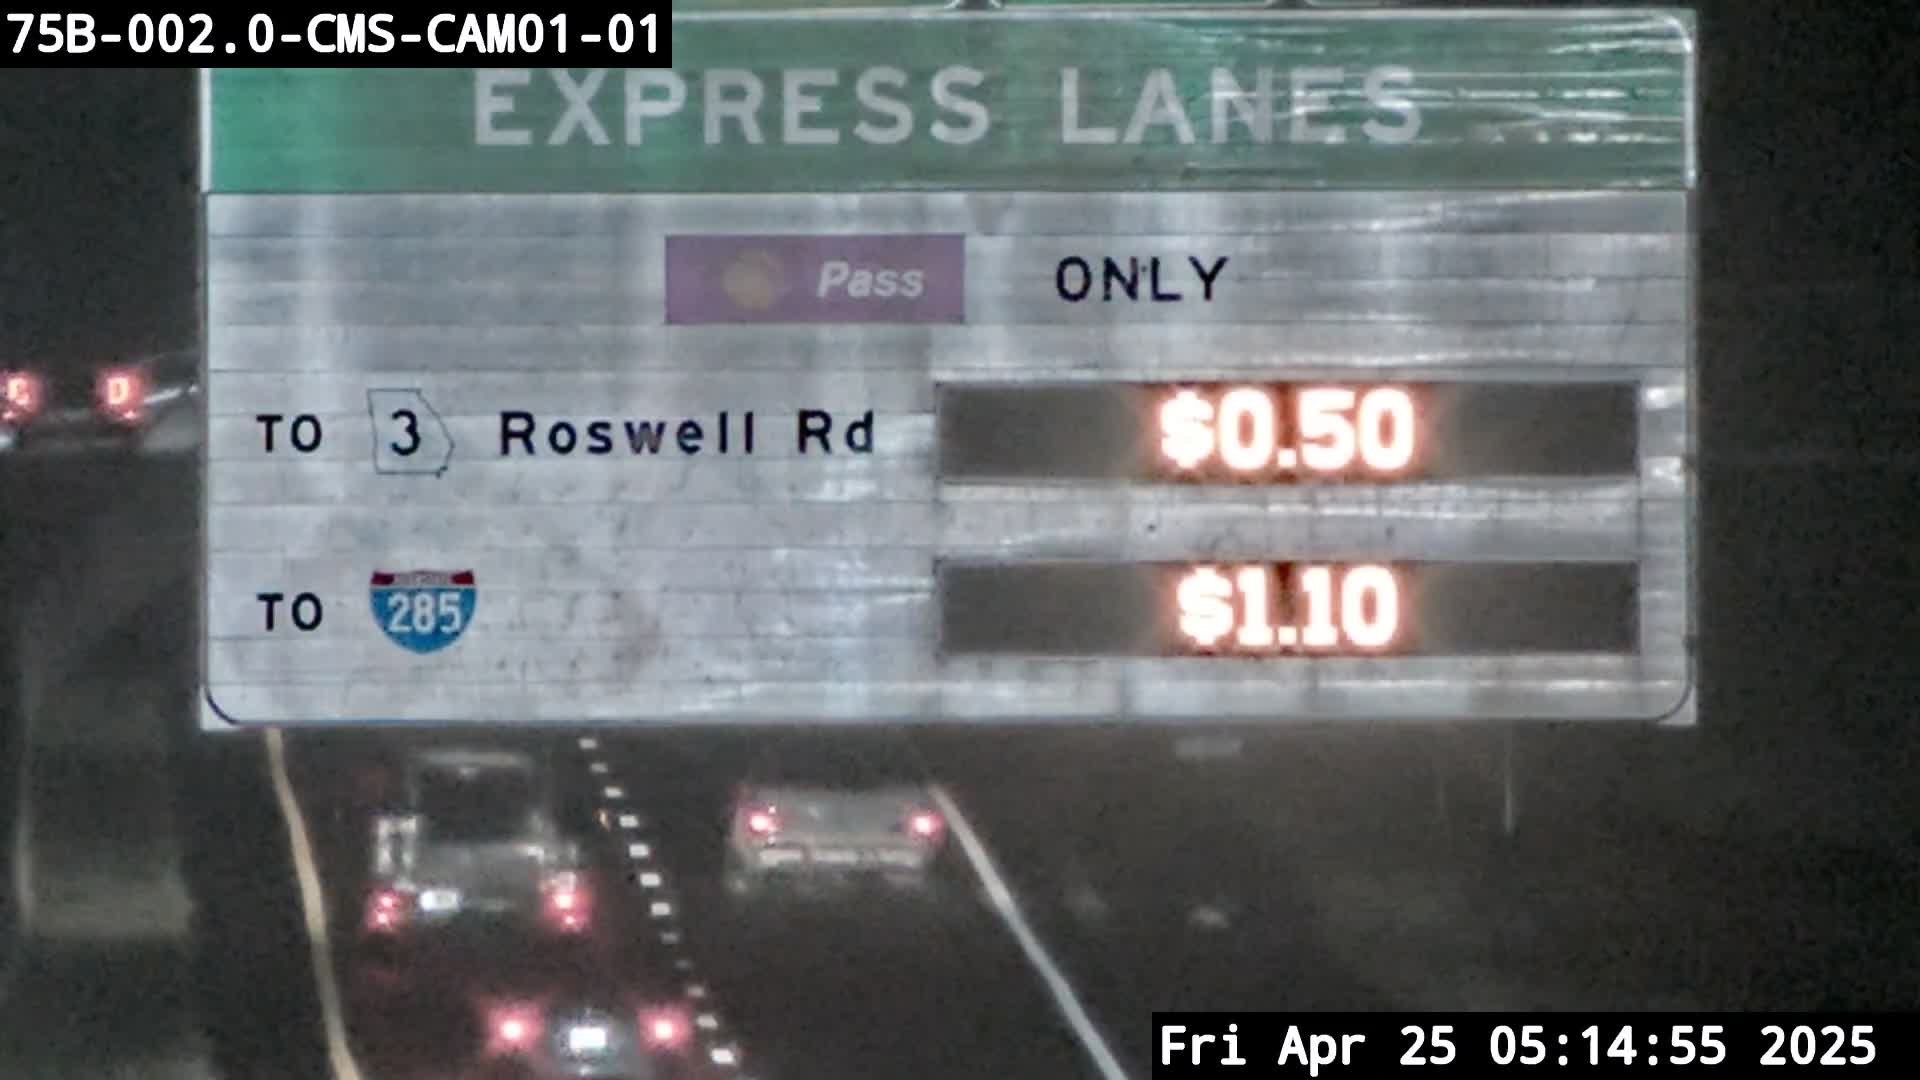 75B-002.0-CMS-CAM01-01
EXPRESS LANES
Pass ONLY
TO 3 Roswell Rd $0.50
TO 285 $1.10
Fri Apr 25 05:14:55 2025